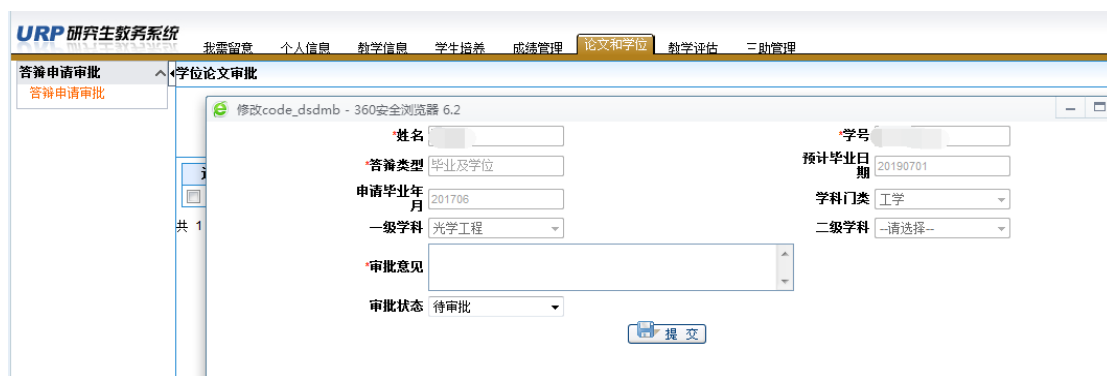 URP 研究生教务系统
我需留意 个人信息 教学信息 学生培养 成绩管理 论文和学位 教学评估 三助管理
答辩申请审批
学位论文审批
答辩申请审批
修改code_dsdmb - 360安全浏览器 6.2
*姓名
*学号
*答辩类型 毕业及学位
预计毕业日期 20190701
申请毕业年月 201706
学科门类 工学
一级学科 光学工程
二级学科 --请选择--
共 1
*审批意见
审批状态 待审批
提 交